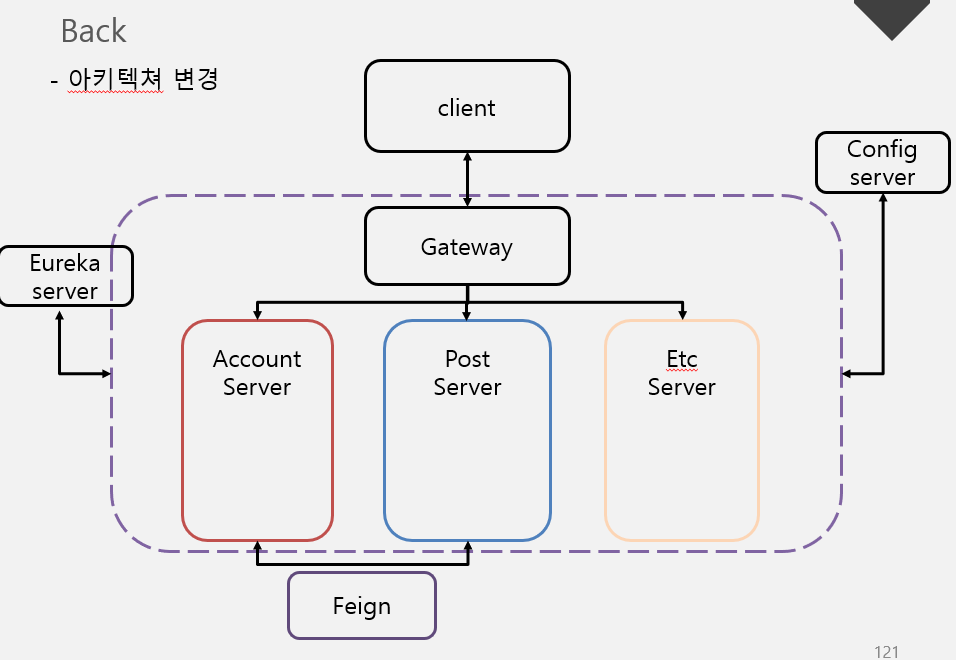 Back
- 아키텍쳐 변경
client
Config
server
Gateway
Eureka
server
Account
Server
Post
Server
Etc
Server
Feign
121